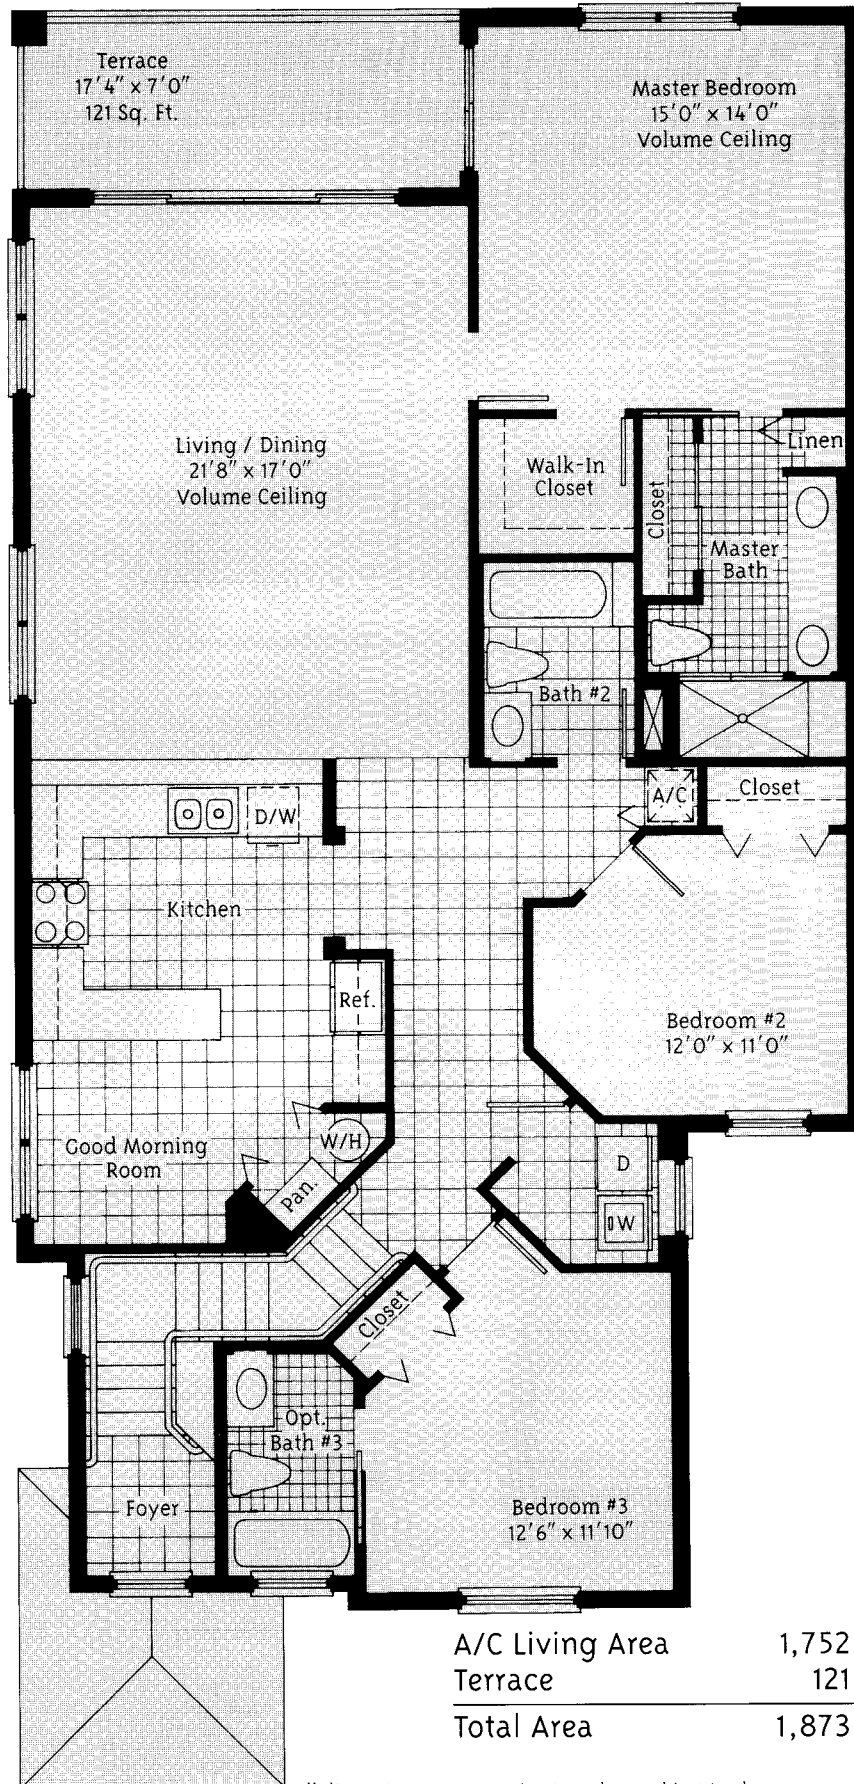 Terrace
17'4" x 7'0"
121 Sq. Ft.
Master Bedroom
15'0" x 14'0"
Volume Ceiling
Living / Dining
21'8" x 17'0"
Volume Ceiling
Walk-In
Closet
Closet
Linen
Master
Bath
Bath #2
A/C
Closet
D/W
Kitchen
Ref.
Bedroom #2
12'0" x 11'0"
Good Morning
Room
W/H
Pan.
D
W
Closet
Opt.
Bath #3
Foyer
Bedroom #3
12'6" x 11'10"
A/C Living Area 1,752
Terrace 121
Total Area 1,873